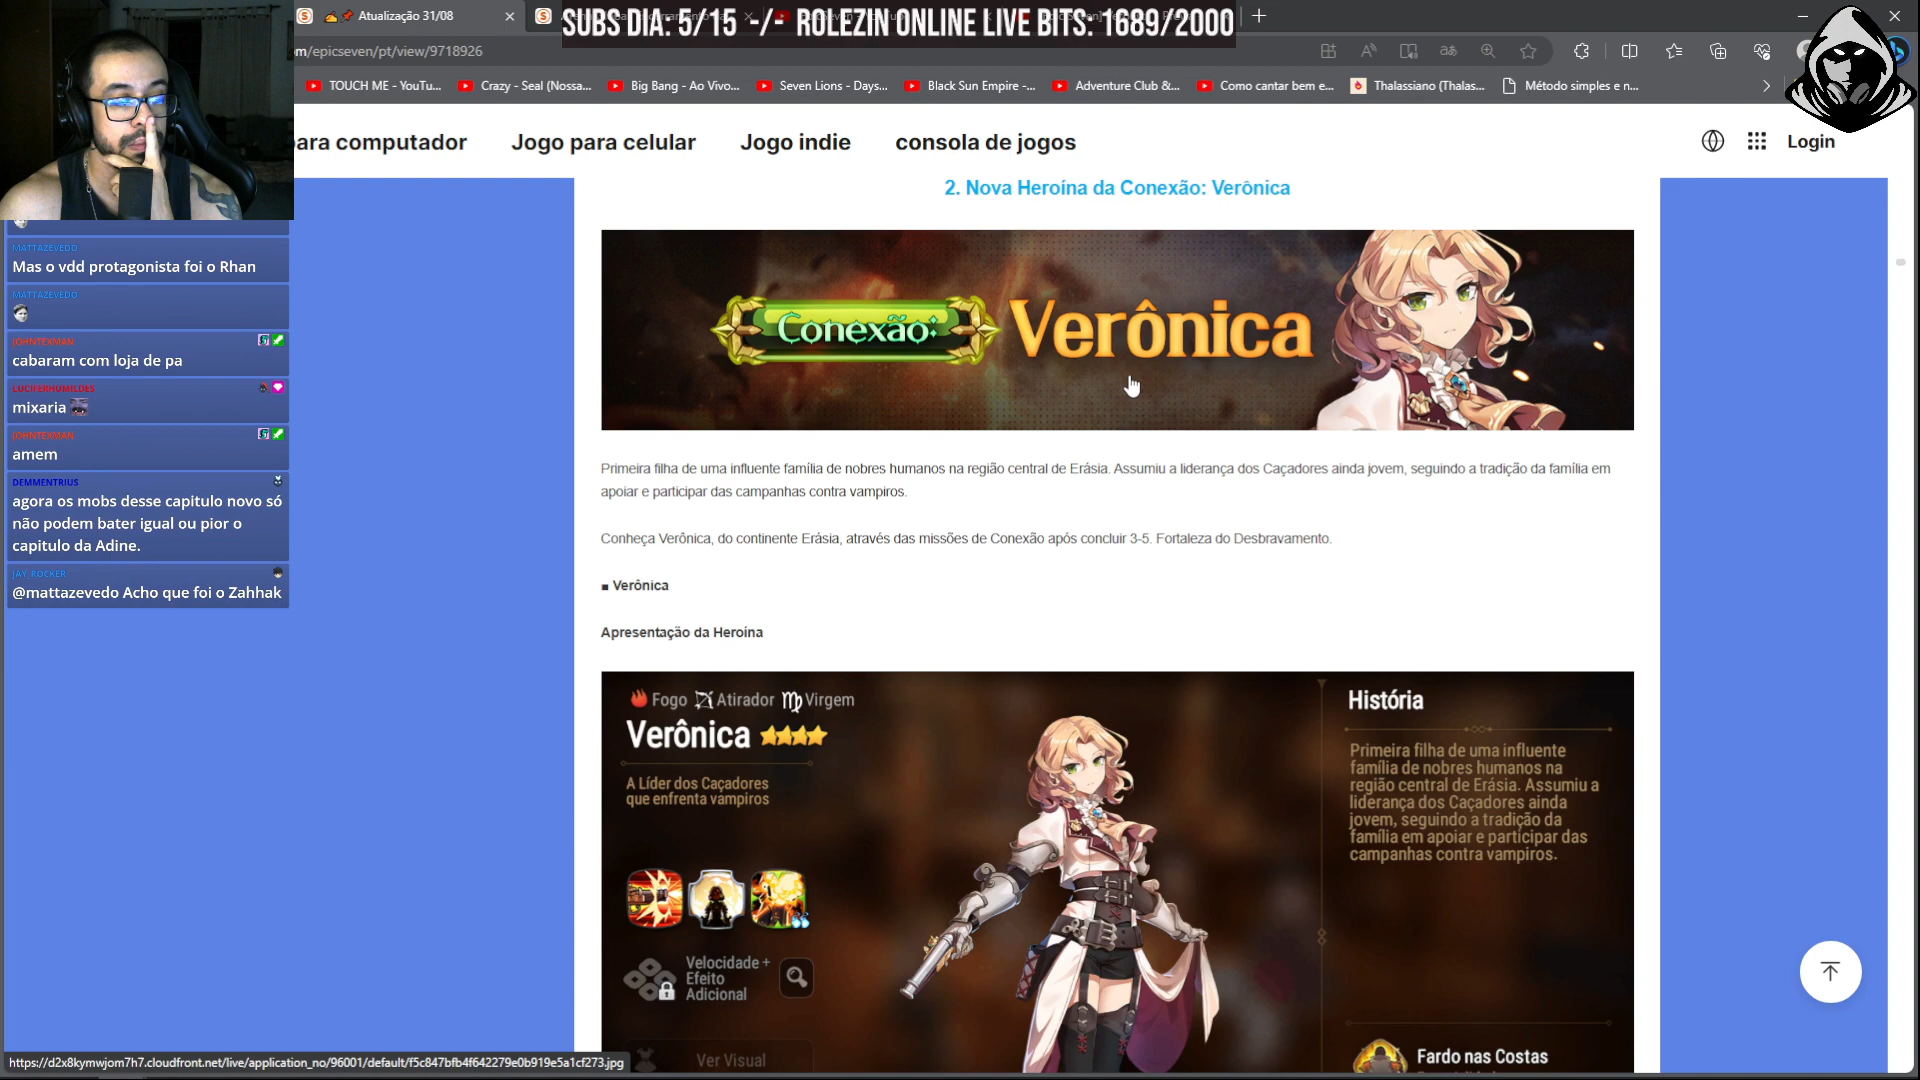 Atualização 31/08
SUBS DIA: 5/15 -/- ROLEZIN ONLINE LIVE BITS: 1689/2000
m/epicseven/pt/view/9718926
TOUCH ME - YouTu...
Crazy - Seal (Nossa...
Big Bang - Ao Vivo...
Seven Lions - Days...
Black Sun Empire -...
Adventure Club &...
Como cantar bem e...
Thalassiano (Thalas...
Método simples e n...
para computador
Jogo para celular
Jogo indie
consola de jogos
Login
2. Nova Heroína da Conexão: Verônica
Conexão
Verônica
Primeira filha de uma influente família de nobres humanos na região central de Erásia. Assumiu a liderança dos Caçadores ainda jovem, seguindo a tradição da família em
apoiar e participar das campanhas contra vampiros.
Conheça Verônica, do continente Erásia, através das missões de Conexão após concluir 3-5. Fortaleza do Desbravamento.
■ Verônica
Apresentação da Heroína
Fogo Atirador Virgem
Verônica
A Líder dos Caçadores
que enfrenta vampiros
Velocidade +
Efeito
Adicional
Ver Visual
História
Primeira filha de uma influente
família de nobres humanos na
região central de Erásia. Assumiu a
liderança dos Caçadores ainda
jovem, seguindo a tradição da
família em apoiar e participar das
campanhas contra vampiros.
Fardo nas Costas
MATTAZEVEDO
Mas o vdd protagonista foi o Rhan
MATTAZEVEDO
JOHNTEXMAN
cabaram com loja de pa
LUCIFERHUMILDES
mixaria
JOHNTEXMAN
amem
DEMMENTRIUS
agora os mobs desse capitulo novo só
não podem bater igual ou pior o
capitulo da Adine.
JAY_ROCKER
@mattazevedo Acho que foi o Zahhak
https://d2x8kymwjom7h7.cloudfront.net/live/application_no/96001/default/f5c847bfb4f642279e0b919e5a1cf273.jpg